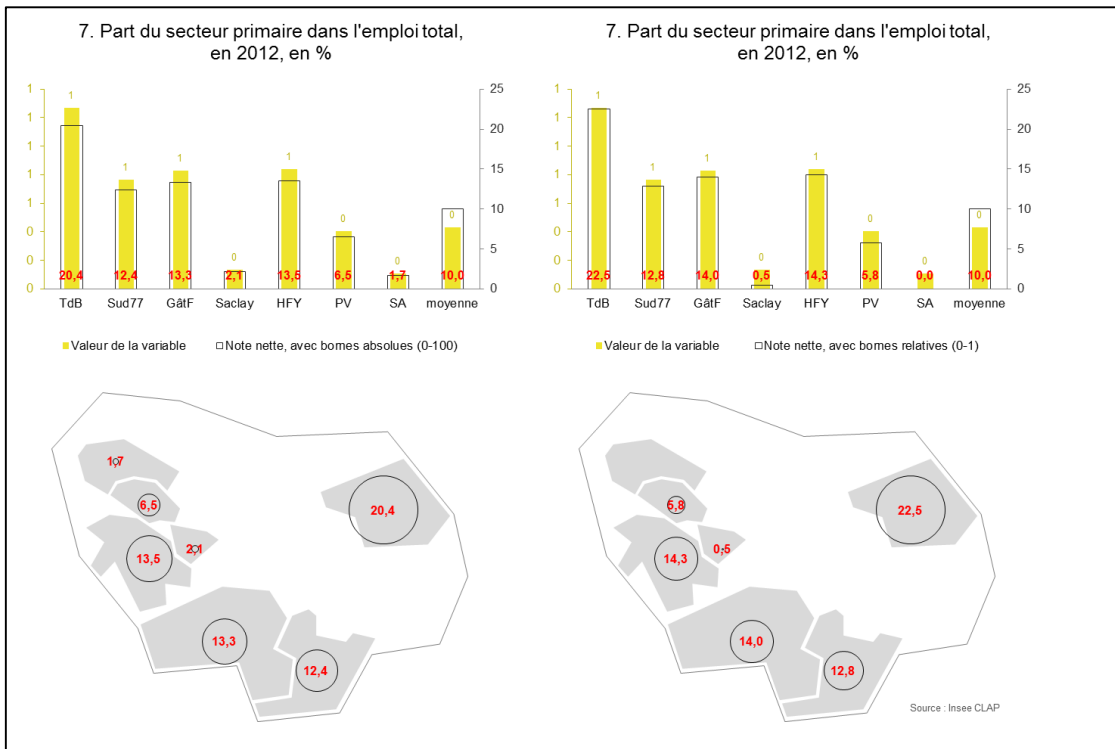 7. Part du secteur primaire dans l'emploi total,
en 2012, en %
1
1
1
1
1
0
0
0
25
20
15
10
5
0
1
1
1
0
1
0
0
0
20,4
12,4
13,3
2,1
13,5
6,5
1,7
10,0
TdB
Sud77
GâtF
Saclay
HFY
PV
SA
moyenne
Valeur de la variable
Note nette, avec bornes absolues (0-100)
1,7
6,5
20,4
2,1
13,5
13,3
12,4
7. Part du secteur primaire dans l'emploi total,
en 2012, en %
1
1
1
1
1
0
0
0
25
20
15
10
5
0
1
1
1
0
1
0
0
0
22,5
12,8
14,0
0,5
14,3
5,8
0,0
10,0
TdB
Sud77
GâtF
Saclay
HFY
PV
SA
moyenne
Valeur de la variable
Note nette, avec bornes relatives (0-1)
5,8
22,5
0,5
14,3
14,0
12,8
Source : Insee CLAP